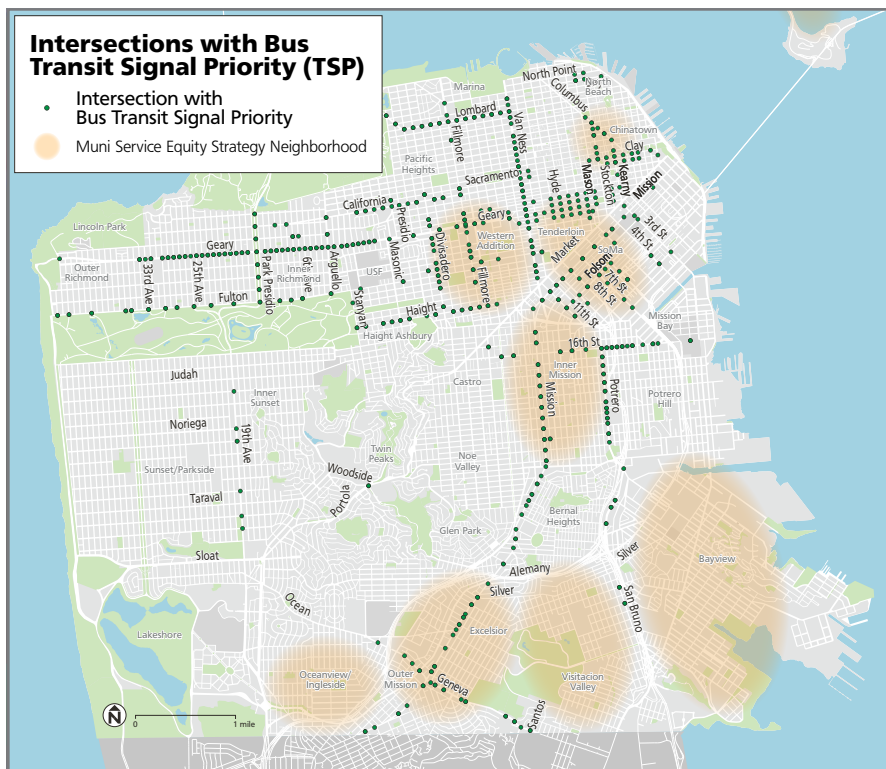 Intersections with Bus
Transit Signal Priority (TSP)
Intersection with
Bus Transit Signal Priority
Muni Service Equity Strategy Neighborhood
North Point
North
Beach
Marina
Columbus
Lombard
Fillmore
Van Ness
Chinatown
Clay
Pacific
Heights
Sacramento
Hyde
Mason
Stockton
Kearny
Mission
California
Presidio
Geary
Lincoln Park
Geary
Masonic
Divisadero
Western
Addition
Tenderloin
Market
SoMa
3rd St
4th St
Outer
Richmond
33rd Ave
25th Ave
Park Presidio
Inner
Richmond
6th Ave
Arguello
USF
Fillmore
Folsom
7th St
8th St
Fulton
Stanyan
Haight
11th St
Mission
Bay
Haight Ashbury
16th St
Judah
Inner
Sunset
Castro
Inner
Mission
Mission
Potrero
Potrero
Hill
Noriega
19th Ave
Twin
Peaks
Noe
Valley
Sunset/Parkside
Woodside
Taraval
Portola
Glen Park
Bernal
Heights
Sloat
Silver
Bayview
Alemany
Silver
San Bruno
Ocean
Lakeshore
Excelsior
Oceanview/
Ingleside
Outer
Mission
Geneva
Visitacion
Valley
Santos
N
0
1 mile